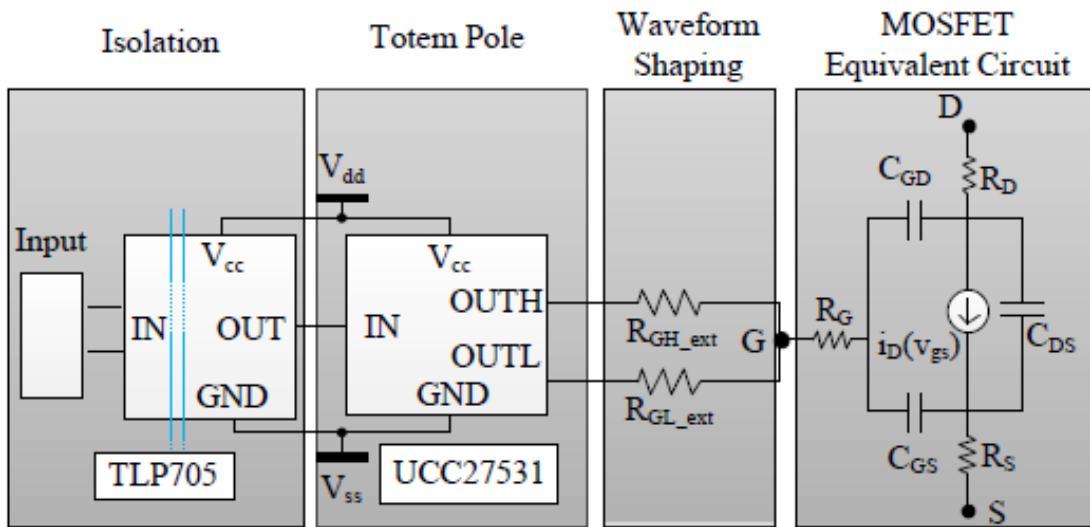 Isolation
Totem Pole
Waveform
Shaping
MOSFET
Equivalent Circuit
Input
IN
Vcc
OUT
GND
TLP705
Vdd
Vss
IN
Vcc
OUTH
OUTL
GND
UCC27531
RGH_ext
RGL_ext
G
RG
D
CGD
RD
iD(vgs)
CDS
CGS
RS
S